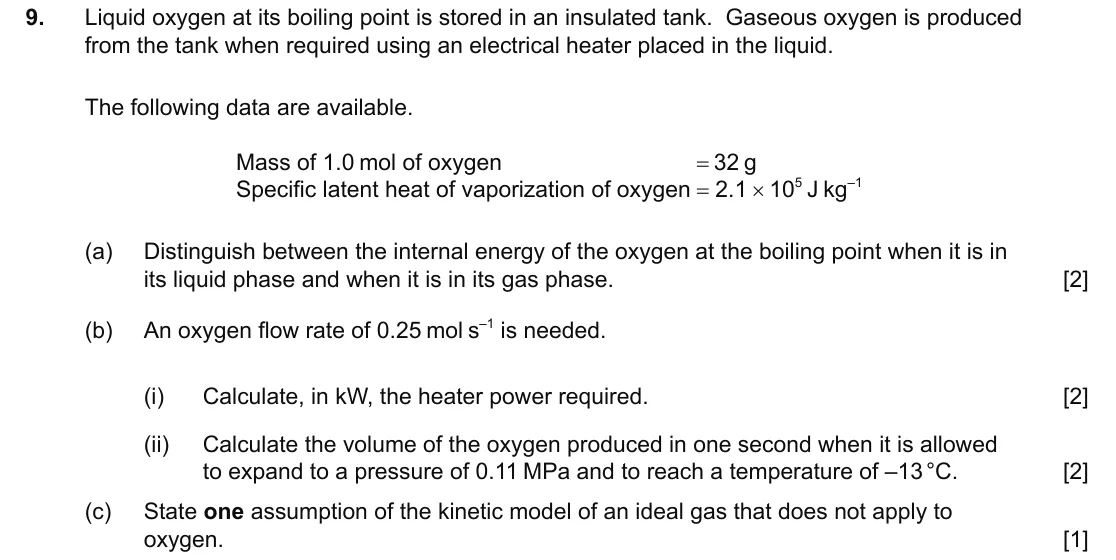 9. Liquid oxygen at its boiling point is stored in an insulated tank. Gaseous oxygen is produced
from the tank when required using an electrical heater placed in the liquid.
The following data are available.
Mass of 1.0 mol of oxygen = 32 g
Specific latent heat of vaporization of oxygen = 2.1 × 10⁵ J kg⁻¹
(a) Distinguish between the internal energy of the oxygen at the boiling point when it is in
its liquid phase and when it is in its gas phase. [2]
(b) An oxygen flow rate of 0.25 mol s⁻¹ is needed.
(i) Calculate, in kW, the heater power required. [2]
(ii) Calculate the volume of the oxygen produced in one second when it is allowed
to expand to a pressure of 0.11 MPa and to reach a temperature of –13 °C. [2]
(c) State one assumption of the kinetic model of an ideal gas that does not apply to
oxygen. [1]